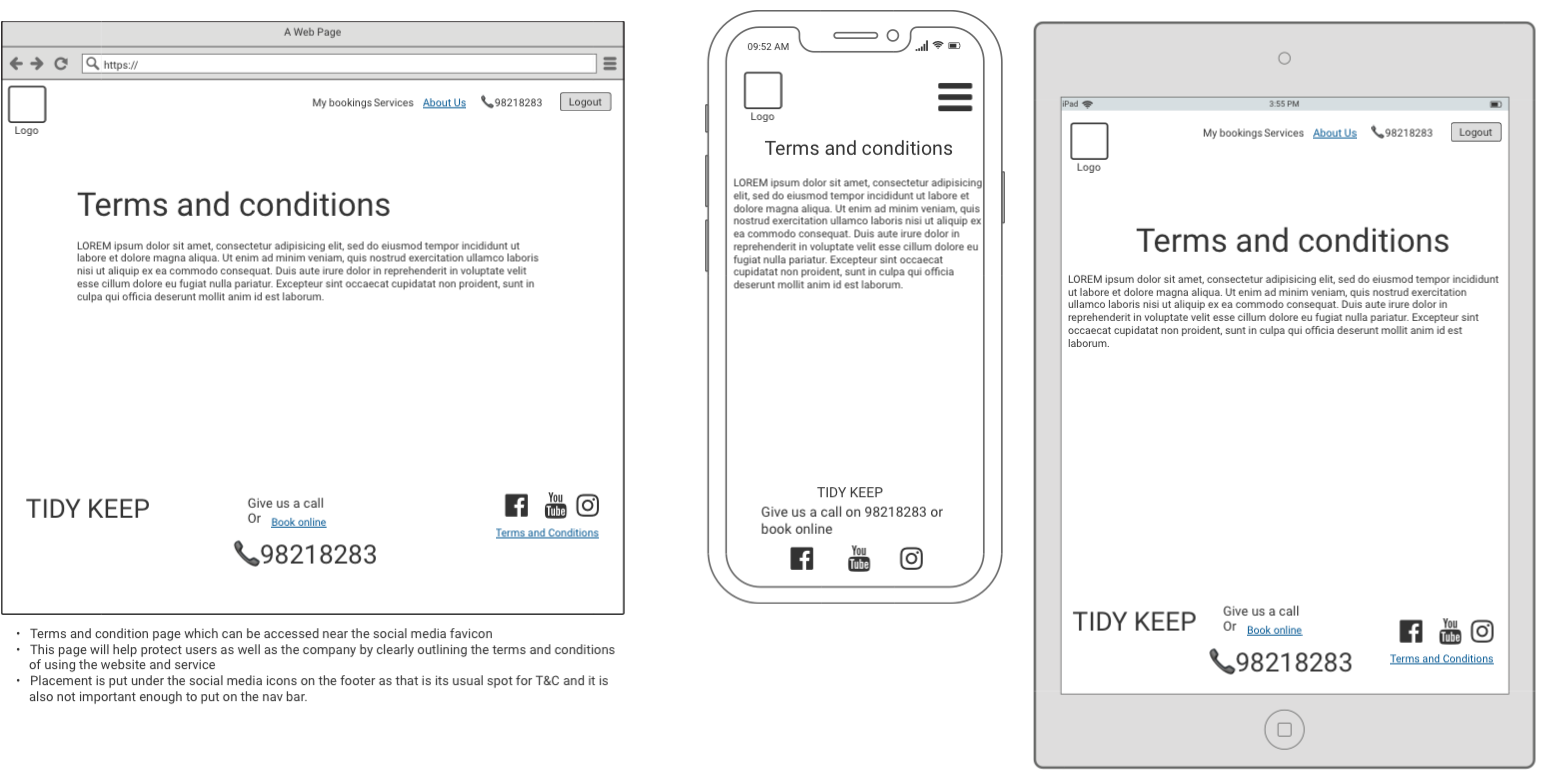 A Web Page
https://
My bookings Services About Us 98218283 Logout
Logo
Terms and conditions
LOREM ipsum dolor sit amet, consectetur adipisicing elit, sed do eiusmod tempor incididunt ut
labore et dolore magna aliqua. Ut enim ad minim veniam, quis nostrud exercitation ullamco laboris
nisi ut aliquip ex ea commodo consequat. Duis aute irure dolor in reprehenderit in voluptate velit
esse cillum dolore eu fugiat nulla pariatur. Excepteur sint occaecat cupidatat non proident, sunt in
culpa qui officia deserunt mollit anim id est laborum.
TIDY KEEP
Give us a call
Or Book online
98218283
You
Tube
Terms and Conditions
• Terms and condition page which can be accessed near the social media favicon
• This page will help protect users as well as the company by clearly outlining the terms and conditions
of using the website and service
• Placement is put under the social media icons on the footer as that is its usual spot for T&C and it is
also not important enough to put on the nav bar.
09:52 AM
Logo
Terms and conditions
LOREM ipsum dolor sit amet, consectetur adipisicing
elit, sed do eiusmod tempor incididunt ut labore et
dolore magna aliqua. Ut enim ad minim veniam, quis
nostrud exercitation ullamco laboris nisi ut aliquip ex
ea commodo consequat. Duis aute irure dolor in
reprehenderit in voluptate velit esse cillum dolore eu
fugiat nulla pariatur. Excepteur sint occaecat
cupidatat non proident, sunt in culpa qui officia
deserunt mollit anim id est laborum.
TIDY KEEP
Give us a call on 98218283 or
book online
You
Tube
iPad 3:55 PM
My bookings Services About Us 98218283 Logout
Logo
Terms and conditions
LOREM ipsum dolor sit amet, consectetur adipisicing elit, sed do eiusmod tempor incididunt
ut labore et dolore magna aliqua. Ut enim ad minim veniam, quis nostrud exercitation
ullamco laboris nisi ut aliquip ex ea commodo consequat. Duis aute irure dolor in
reprehenderit in voluptate velit esse cillum dolore eu fugiat nulla pariatur. Excepteur sint
occaecat cupidatat non proident, sunt in culpa qui officia deserunt mollit anim id est
laborum.
TIDY KEEP
Give us a call
Or Book online
98218283
You
Tube
Terms and Conditions